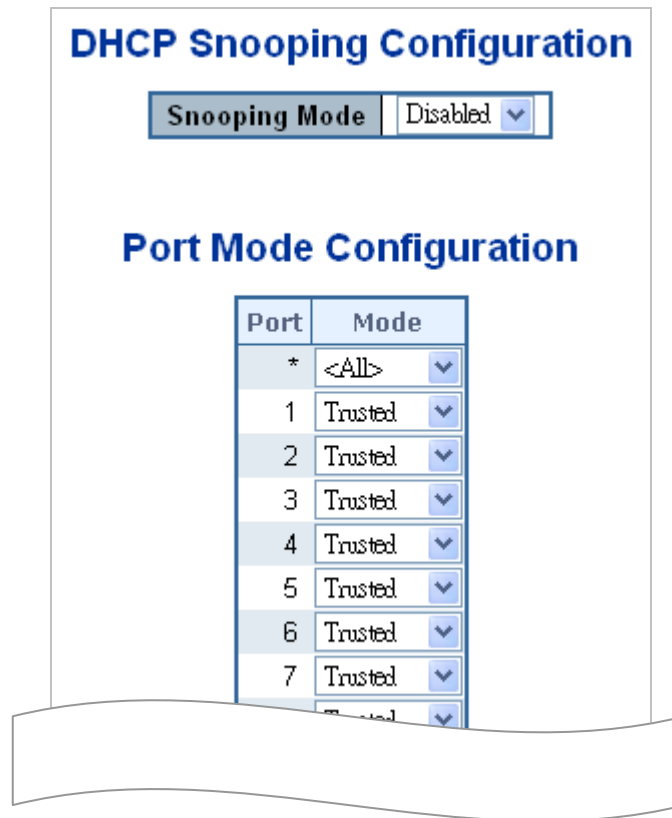 DHCP Snooping Configuration
Snooping Mode Disabled
Port Mode Configuration
Port Mode
* <All>
1 Trusted
2 Trusted
3 Trusted
4 Trusted
5 Trusted
6 Trusted
7 Trusted